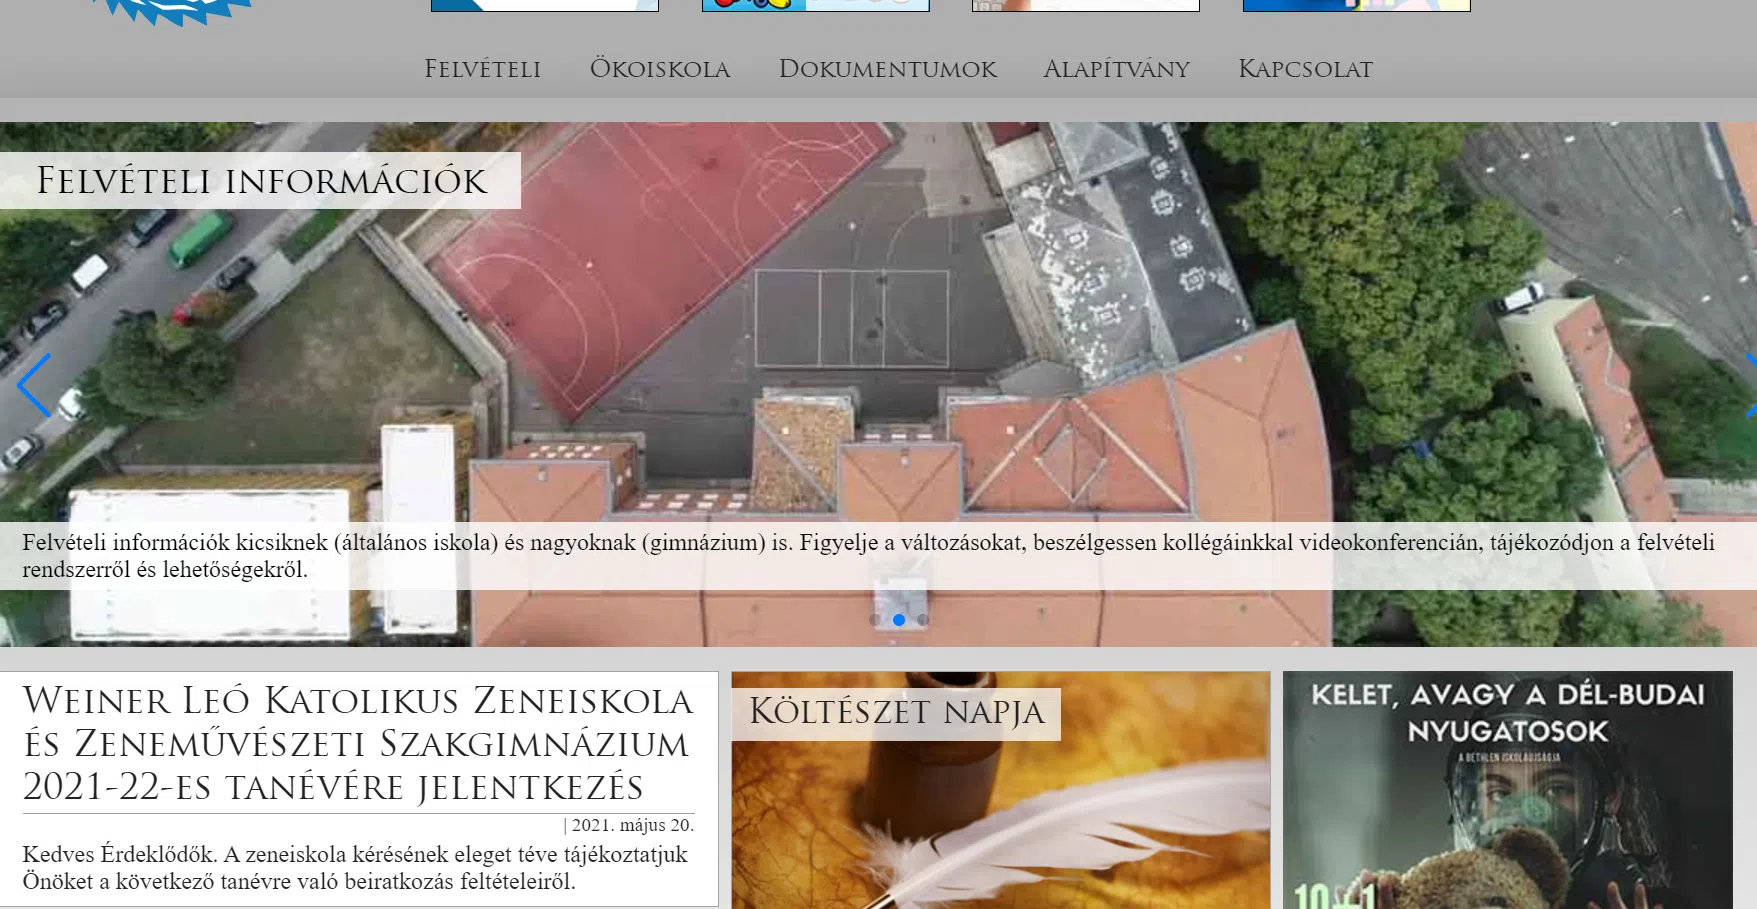 Felvételi Ökoiskola Dokumentumok Alapítvány Kapcsolat
Felvételi információk
Felvételi információk kicsiknek (általános iskola) és nagyoknak (gimnázium) is. Figyelje a változásokat, beszélgessen kollégáinkkal videokonferencián, tájékozódjon a felvételi
rendszerről és lehetőségekről.
Weiner Leó Katolikus Zeneiskola
és Zeneművészeti Szakgimnázium
2021-22-es tanévére jelentkezés
| 2021. május 20.
Kedves Érdeklődők. A zeneiskola kérésének eleget téve tájékoztatjuk
Önöket a következő tanévre való beiratkozás feltételeiről.
Költészet napja
KELET, AVAGY A DÉL-BUDAI
NYUGATOSOK
A BETHLEN ISKOLAÚJSÁGJA
10+1